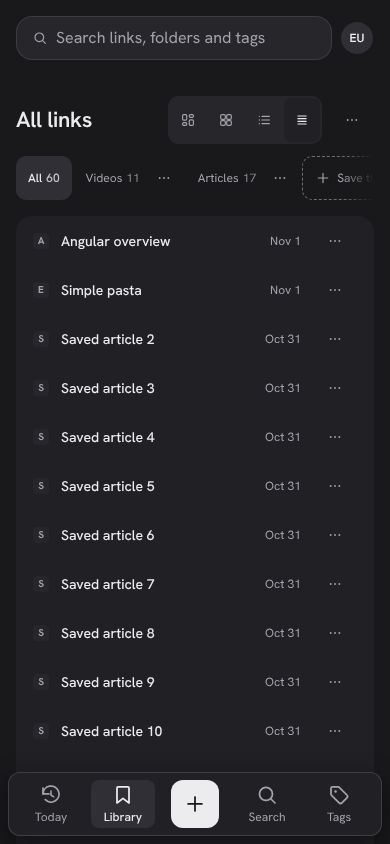 Search links, folders and tags
EU
All links
All 60
Videos 11
Articles 17
Save
A Angular overview Nov 1
E Simple pasta Nov 1
S Saved article 2 Oct 31
S Saved article 3 Oct 31
S Saved article 4 Oct 31
S Saved article 5 Oct 31
S Saved article 6 Oct 31
S Saved article 7 Oct 31
S Saved article 8 Oct 31
S Saved article 9 Oct 31
S Saved article 10 Oct 31
Today
Library
Search
Tags